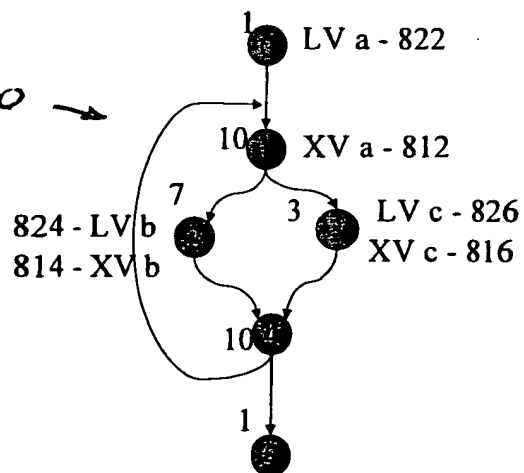 1 LV a - 822
10 XV a - 812
7
824 - LV b
814 - XV b
3 LV c - 826
XV c - 816
10
1